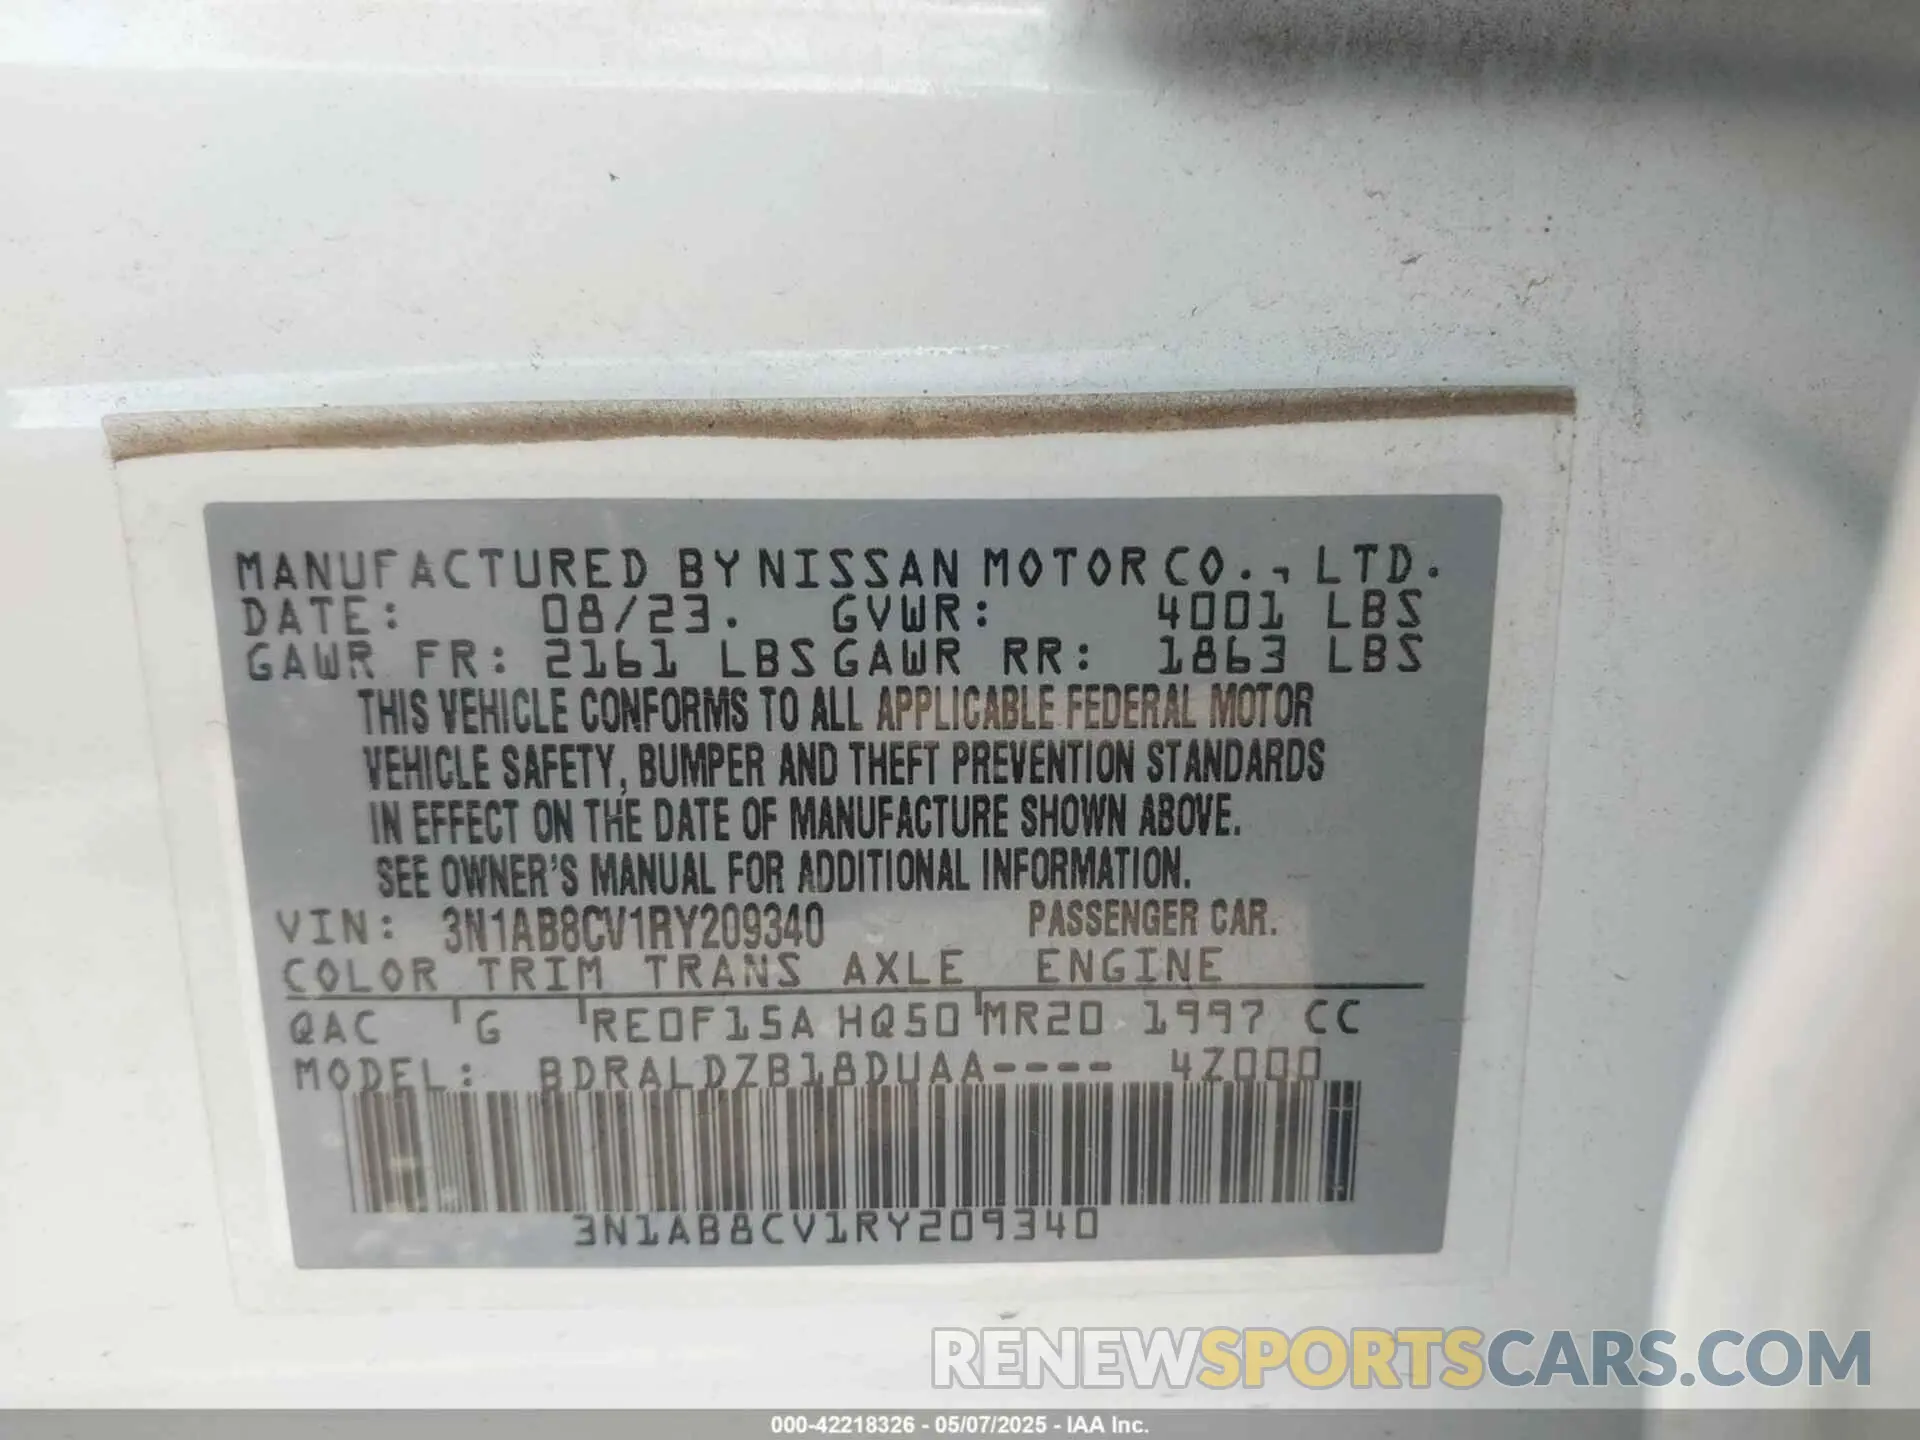 MANUFACTURED BY NISSAN MOTOR CO., LTD.
DATE: 08/23. GVWR: 4001 LBS
GAWR FR: 2161 LBS GAWR RR: 1863 LBS
THIS VEHICLE CONFORMS TO ALL APPLICABLE FEDERAL MOTOR
VEHICLE SAFETY, BUMPER AND THEFT PREVENTION STANDARDS
IN EFFECT ON THE DATE OF MANUFACTURE SHOWN ABOVE.
SEE OWNER'S MANUAL FOR ADDITIONAL INFORMATION.
VIN: 3N1AB8CV1RY209340 PASSENGER CAR.
COLOR TRIM TRANS AXLE ENGINE
QAC G RE0F15A HQ50 MR20 1997 CC
MODEL: BDRALDZB18DUAA---- 4Z000
3N1AB8CV1RY209340
RENEWSPORTSCARS.COM
000-42218326 - 05/07/2025 - IAA Inc.